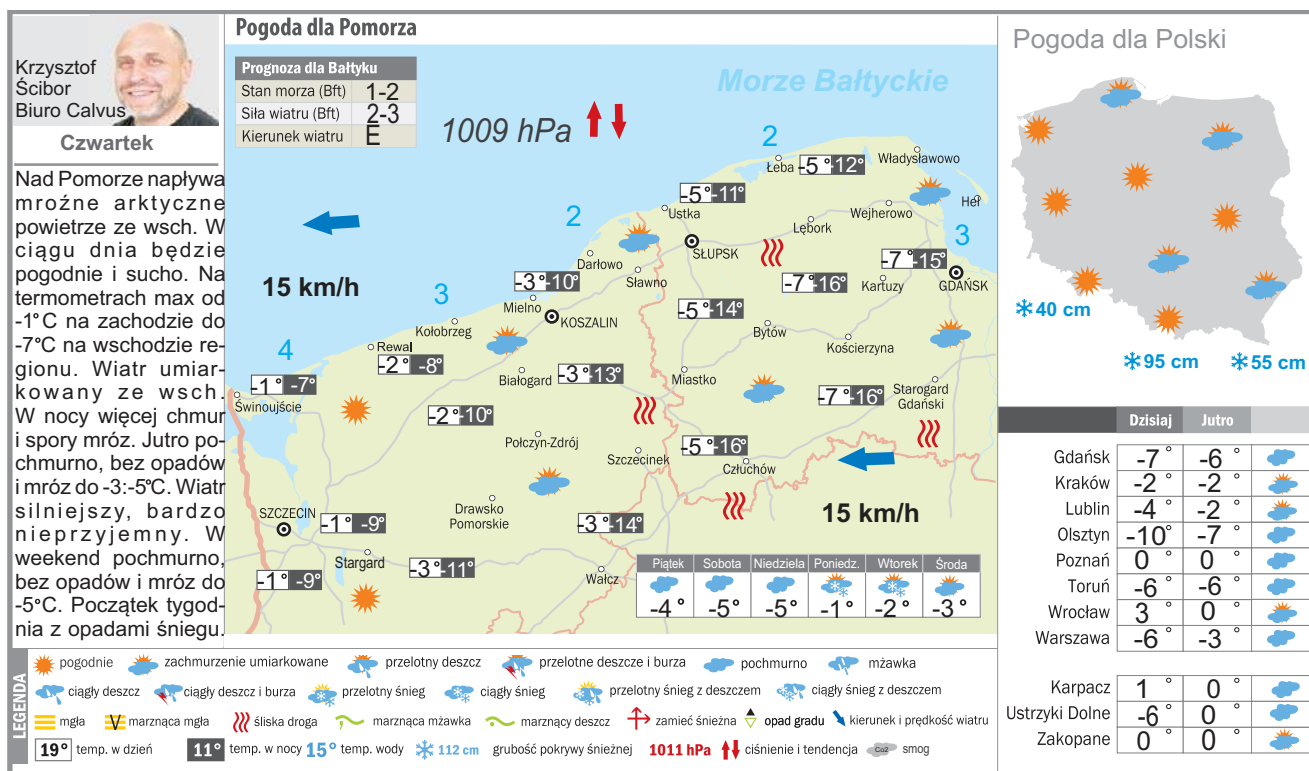 Krzysztof
Ścibor
Biuro Calvus
Czwartek
Nad Pomorze napływa
mroźne arktyczne
powietrze ze wsch. W
ciągu dnia będzie
pogodnie i sucho. Na
termometrach max od
-1°C na zachodzie do
-7°C na wschodzie re-
gionu. Wiatr umiar-
kowany ze wsch.
W nocy więcej chmur
i spory mróz. Jutro po-
chmurno, bez opadów
i mróz do -3:-5°C. Wiatr
silniejszy, bardzo
nieprzyjemny. W
weekend pochmurno,
bez opadów i mróz do
-5°C. Początek tygod-
nia z opadami śniegu.
Pogoda dla Pomorza
Prognoza dla Bałtyku
Stan morza (Bft) 1-2
Siła wiatru (Bft) 2-3
Kierunek wiatru E
1009 hPa
Morze Bałtyckie
2
Łeba -5° -12°
Władysławowo
Hel
-5° -11°
Ustka
Wejherowo
Lębork
2
3
SŁUPSK
-7° -15°
GDAŃSK
Darłowo
Sławno
15 km/h
-3° -10°
Mielno
-7° -16°
Kartuzy
3
KOSZALIN
-5° -14°
Bytów
Kołobrzeg
Kościerzyna
4
Rewal
-2° -8°
Białogard
-3° -13°
Miastko
-1° -7°
Świnoujście
Starogard
Gdański
-7° -16°
-2° -10°
Połczyn-Zdrój
Szczecinek
-5° -16°
Człuchów
15 km/h
Drawsko
Pomorskie
SZCZECIN
-1° -9°
-3° -14°
Stargard
-3° -11°
Wałcz
-1° -9°
Piątek Sobota Niedziela Poniedz. Wtorek Środa
-4° -5° -5° -1° -2° -3°
Pogoda dla Polski
40 cm
95 cm
55 cm
Dzisiaj Jutro
Gdańsk -7° -6°
Kraków -2° -2°
Lublin -4° -2°
Olsztyn -10° -7°
Poznań 0° 0°
Toruń -6° -6°
Wrocław 3° 0°
Warszawa -6° -3°
Karpacz 1° 0°
Ustrzyki Dolne -6° 0°
Zakopane 0° 0°
LEGENDA
pogodnie zachmurzenie umiarkowane przelotny deszcz przelotne deszcze i burza pochmurno mżawka
ciągły deszcz ciągły deszcz i burza przelotny śnieg ciągły śnieg przelotny śnieg z deszczem ciągły śnieg z deszczem
mgła marznąca mgła śliska droga marznąca mżawka marznący deszcz zamieć śnieżna opad gradu kierunek i prędkość wiatru
19° temp. w dzień 11° temp. w nocy 15° temp. wody 112 cm grubość pokrywy śnieżnej 1011 hPa ciśnienie i tendencja Co2 smog